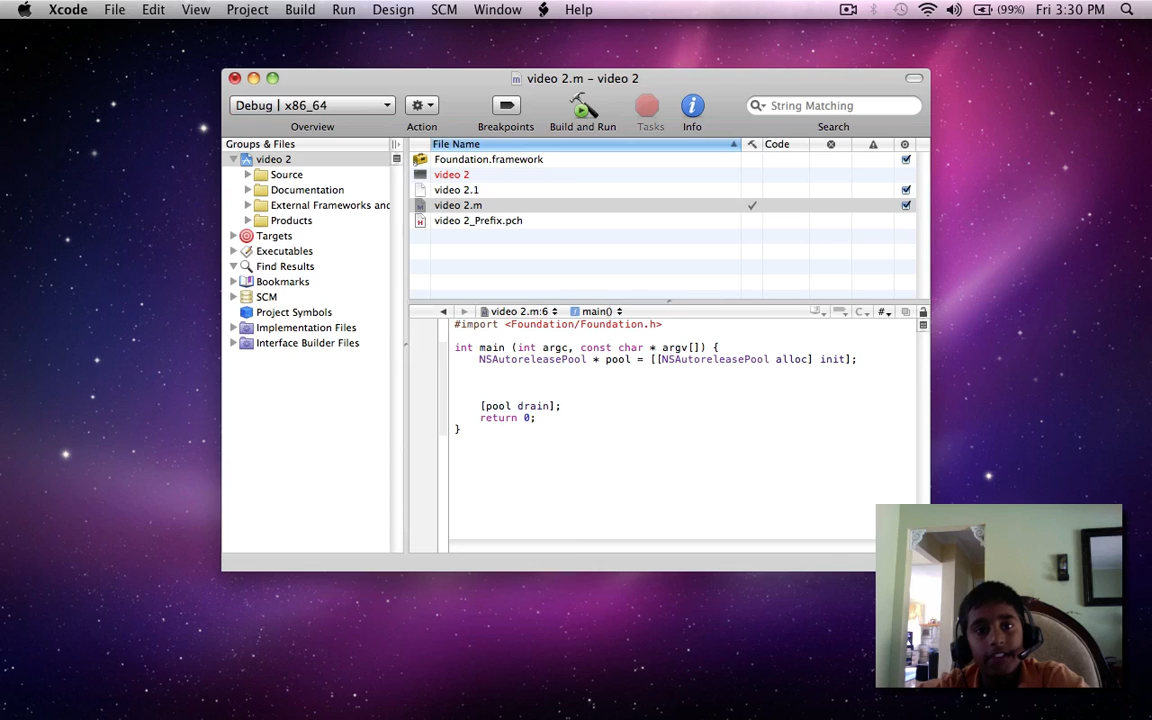 Xcode File Edit View Project Build Run Design SCM Window Help (99%) Fri 3:30 PM
video 2.m – video 2
Debug | x86_64
String Matching
Overview Action Breakpoints Build and Run Tasks Info Search
Groups & Files
video 2
Source
Documentation
External Frameworks and
Products
Targets
Executables
Find Results
Bookmarks
SCM
Project Symbols
Implementation Files
Interface Builder Files
File Name Code
Foundation.framework
video 2
video 2.1
video 2.m
video 2_Prefix.pch
video 2.m:6 main() C #
#import <Foundation/Foundation.h>
int main (int argc, const char * argv[]) {
NSAutoreleasePool * pool = [[NSAutoreleasePool alloc] init];
[pool drain];
return 0;
}